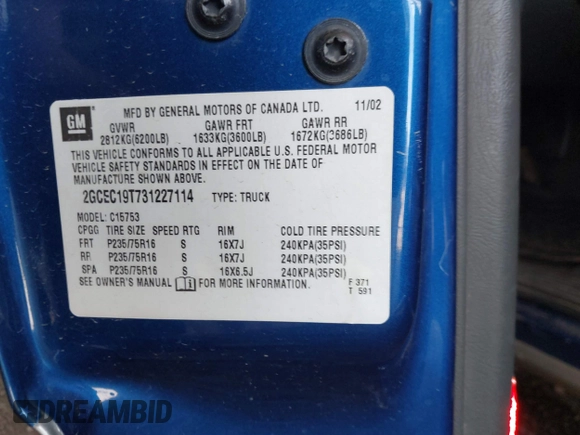 GM
MFD BY GENERAL MOTORS OF CANADA LTD. 11/02
GVWR GAWR FRT GAWR RR
2812KG(6200LB) 1633KG(3600LB) 1672KG(3686LB)
THIS VEHICLE CONFORMS TO ALL APPLICABLE U.S. FEDERAL MOTOR
VEHICLE SAFETY STANDARDS IN EFFECT ON THE DATE OF
MANUFACTURE SHOWN ABOVE.
2GCEC19T731227114 TYPE: TRUCK
MODEL: C15753
CPGG TIRE SIZE SPEED RTG RIM COLD TIRE PRESSURE
FRT P235/75R16 S 16X7J 240KPA(35PSI)
RR P235/75R16 S 16X7J 240KPA(35PSI)
SPA P235/75R16 S 16X6.5J 240KPA(35PSI)
SEE OWNER'S MANUAL FOR MORE INFORMATION.
F 371
T 591
DREAMBID